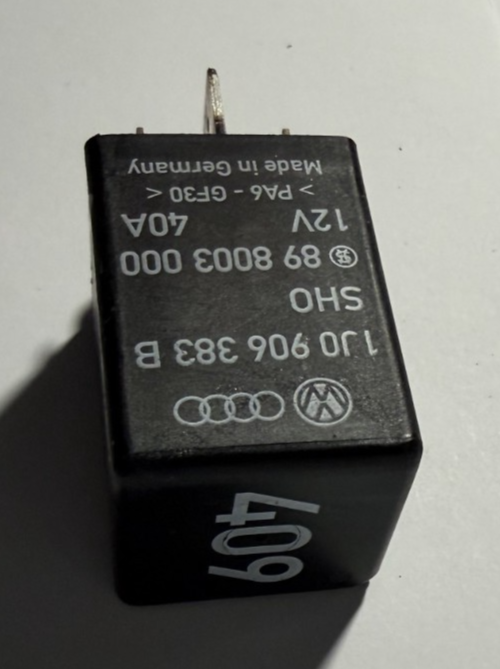 409
1J0 906 383 B
SHO
89 8003 000
12V 40A
> PA6 - GF30 <
Made in Germany